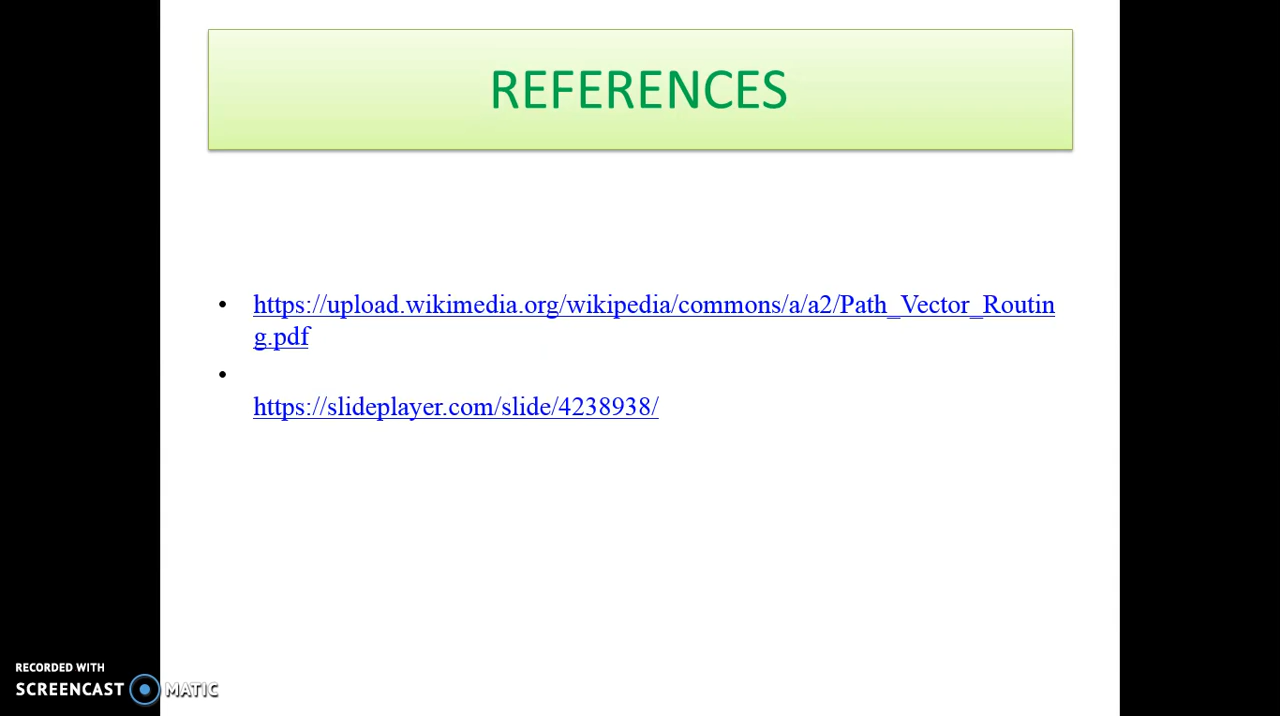 REFERENCES
• https://upload.wikimedia.org/wikipedia/commons/a/a2/Path_Vector_Routin
g.pdf
•
https://slideplayer.com/slide/4238938/
RECORDED WITH
SCREENCAST MATIC